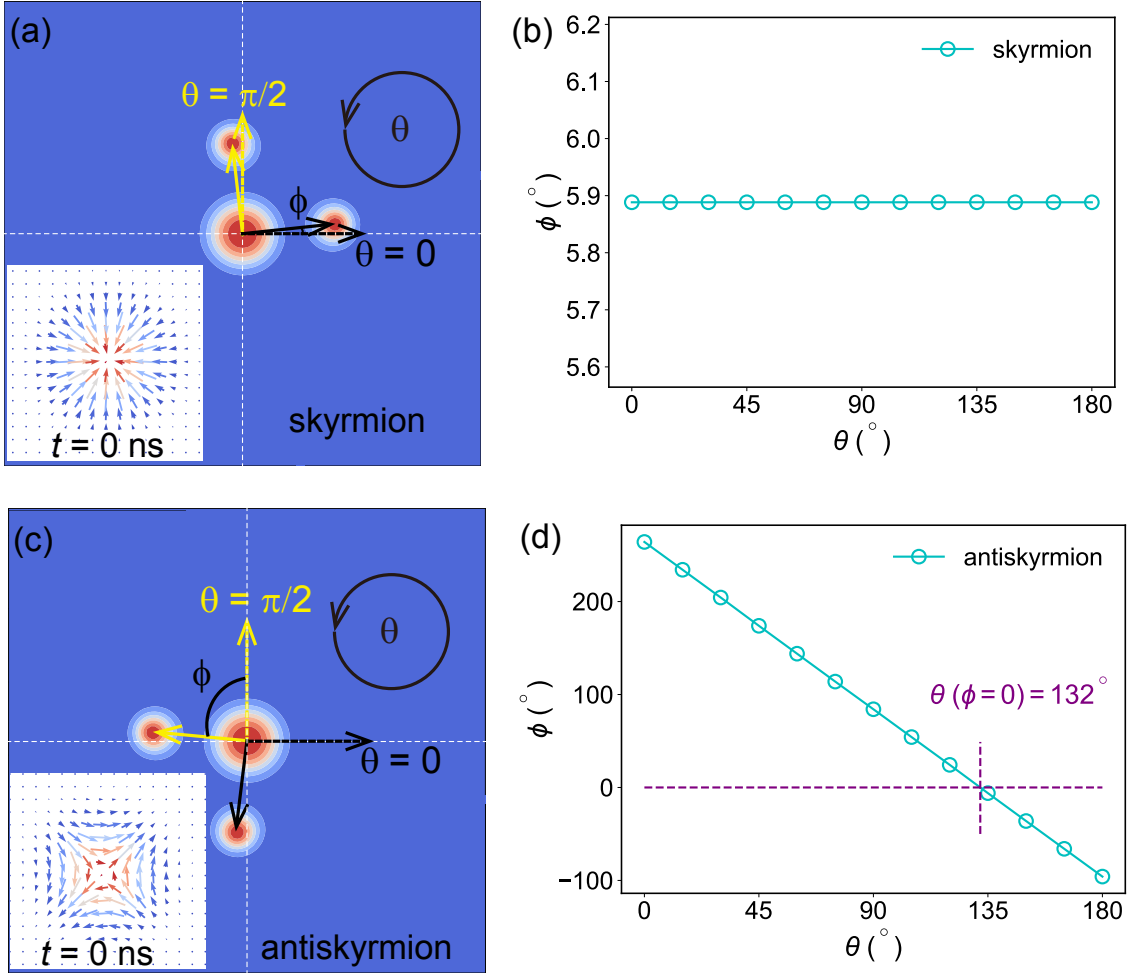 (a)
θ = π/2
θ
ϕ
θ = 0
t = 0 ns
skyrmion
(b)
6.2
6.1
6.0
5.9
5.8
5.7
5.6
ϕ (°)
skyrmion
0 45 90 135 180
θ (°)
(c)
θ = π/2
θ
ϕ
θ = 0
t = 0 ns
antiskyrmion
(d)
200
100
0
−100
ϕ (°)
antiskyrmion
θ (ϕ = 0) = 132°
0 45 90 135 180
θ (°)